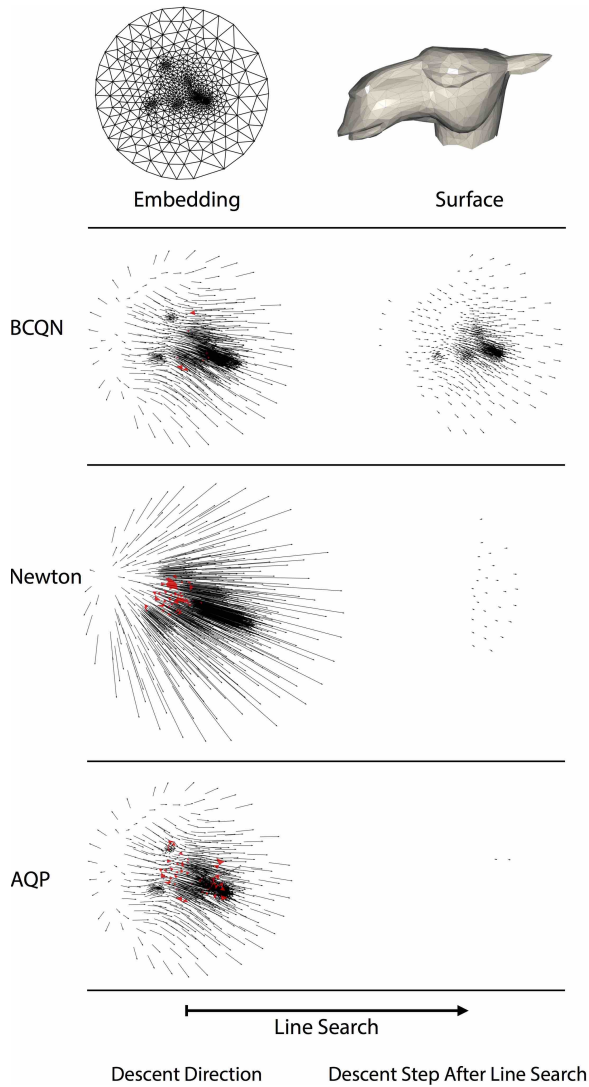 Embedding
Surface
BCQN
Newton
AQP
Line Search
Descent Direction
Descent Step After Line Search